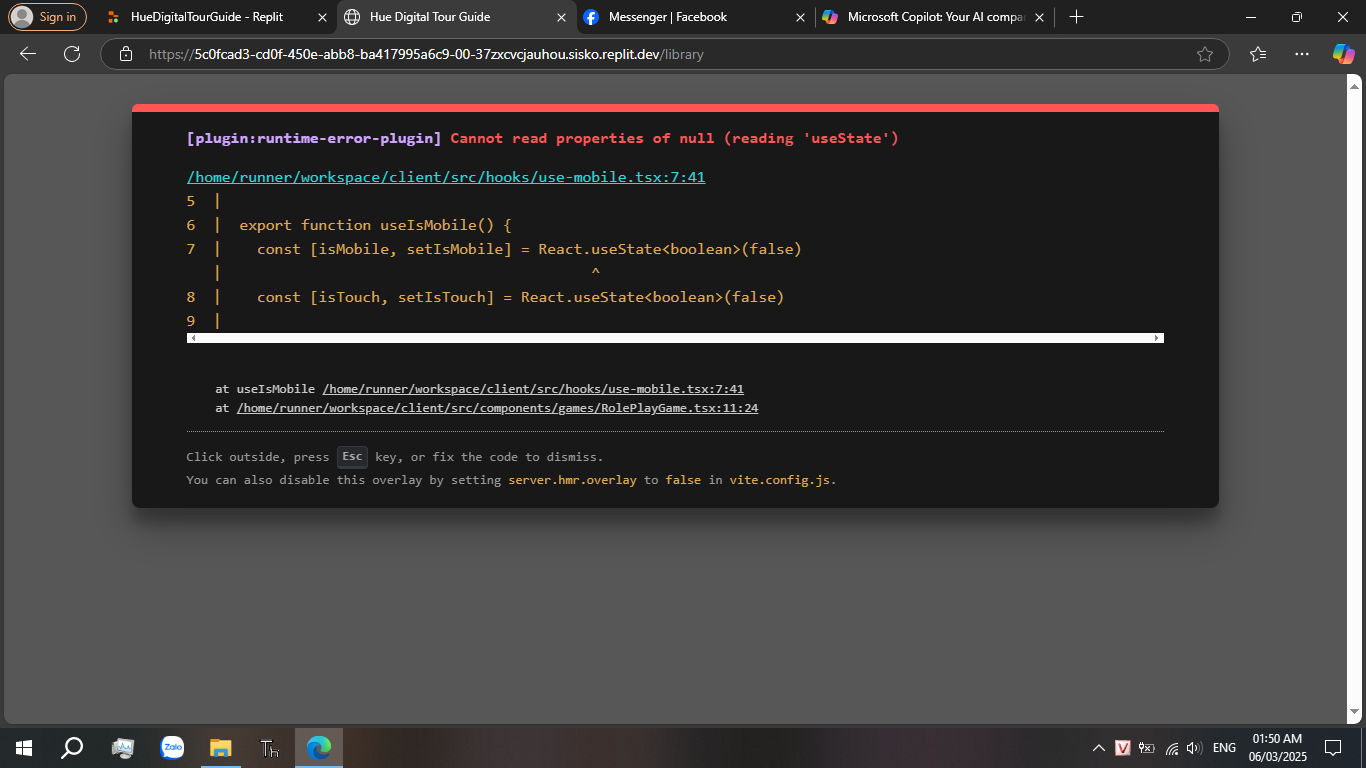 Sign in
HueDigitalTourGuide - Replit
Hue Digital Tour Guide
Messenger | Facebook
Microsoft Copilot: Your AI compa
https://5c0fcad3-cd0f-450e-abb8-ba417995a6c9-00-37zxcvcjauhou.sisko.replit.dev/library
[plugin:runtime-error-plugin] Cannot read properties of null (reading 'useState')
/home/runner/workspace/client/src/hooks/use-mobile.tsx:7:41
5 |
6 | export function useIsMobile() {
7 | const [isMobile, setIsMobile] = React.useState<boolean>(false)
| ^
8 | const [isTouch, setIsTouch] = React.useState<boolean>(false)
9 |
at useIsMobile /home/runner/workspace/client/src/hooks/use-mobile.tsx:7:41
at /home/runner/workspace/client/src/components/games/RolePlayGame.tsx:11:24
Click outside, press Esc key, or fix the code to dismiss.
You can also disable this overlay by setting server.hmr.overlay to false in vite.config.js.
Zalo
Th
V
ENG
01:50 AM
06/03/2025